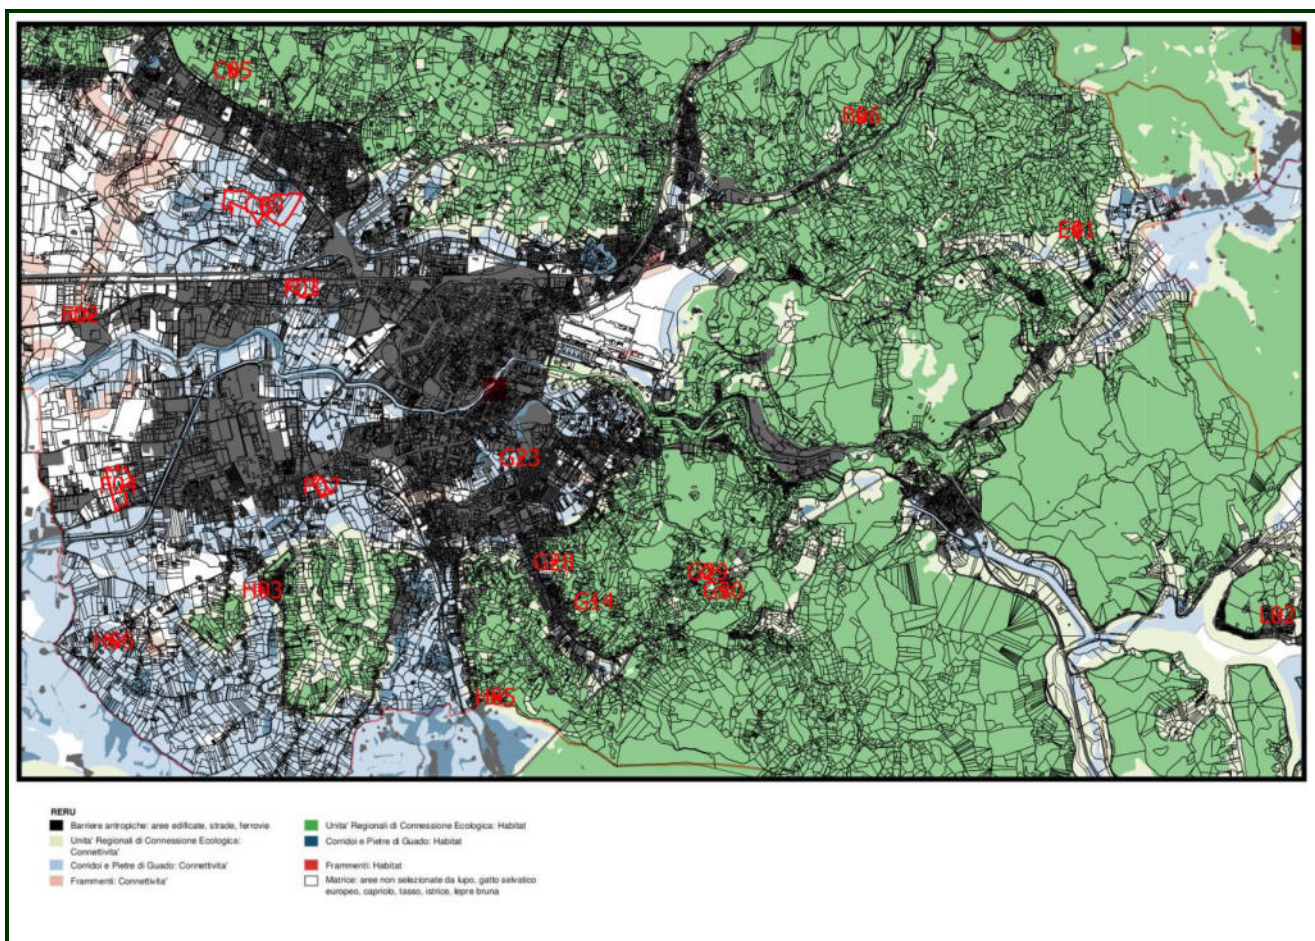 C05
B06
E01
G23
F04
F07
G28
G29
G30
H03
G14
H06
H05
L02
RERU
Barriere antropiche: aree edificate, strade, ferrovie
Unita' Regionali di Connessione Ecologica:
Connettivita'
Corridoi e Pietre di Guado: Connettivita'
Frammenti: Connettivita'
Unita' Regionali di Connessione Ecologica: Habitat
Corridoi e Pietre di Guado: Habitat
Frammenti: Habitat
Matrice: aree non selezionate da lupo, gatto selvatico
europeo, capriolo, tasso, istrice, lepre bruna